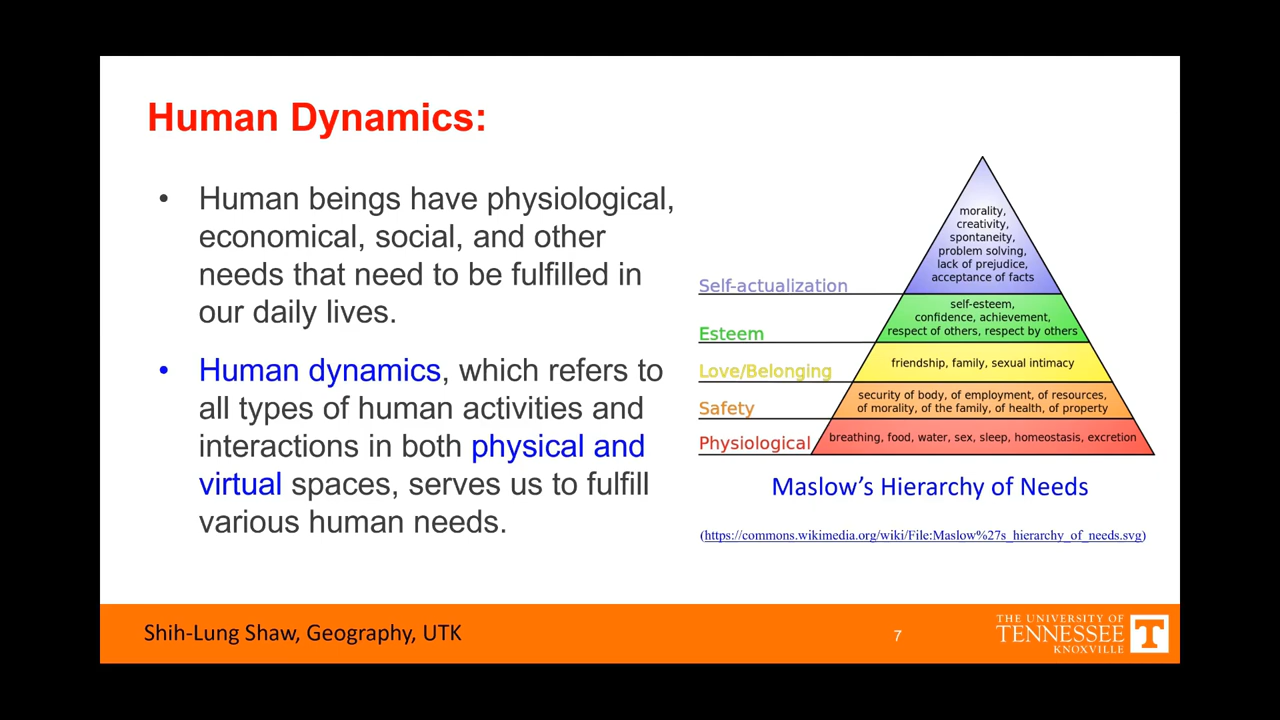 Human Dynamics:
• Human beings have physiological,
economical, social, and other
needs that need to be fulfilled in
our daily lives.
• Human dynamics, which refers to
all types of human activities and
interactions in both physical and
virtual spaces, serves us to fulfill
various human needs.
morality,
creativity,
spontaneity,
problem solving,
lack of prejudice,
acceptance of facts
Self-actualization
self-esteem,
confidence, achievement,
respect of others, respect by others
Esteem
friendship, family, sexual intimacy
Love/Belonging
security of body, of employment, of resources,
of morality, of the family, of health, of property
Safety
breathing, food, water, sex, sleep, homeostasis, excretion
Physiological
Maslow’s Hierarchy of Needs
(https://commons.wikimedia.org/wiki/File:Maslow%27s_hierarchy_of_needs.svg)
Shih-Lung Shaw, Geography, UTK
7
THE UNIVERSITY OF
TENNESSEE
KNOXVILLE
T